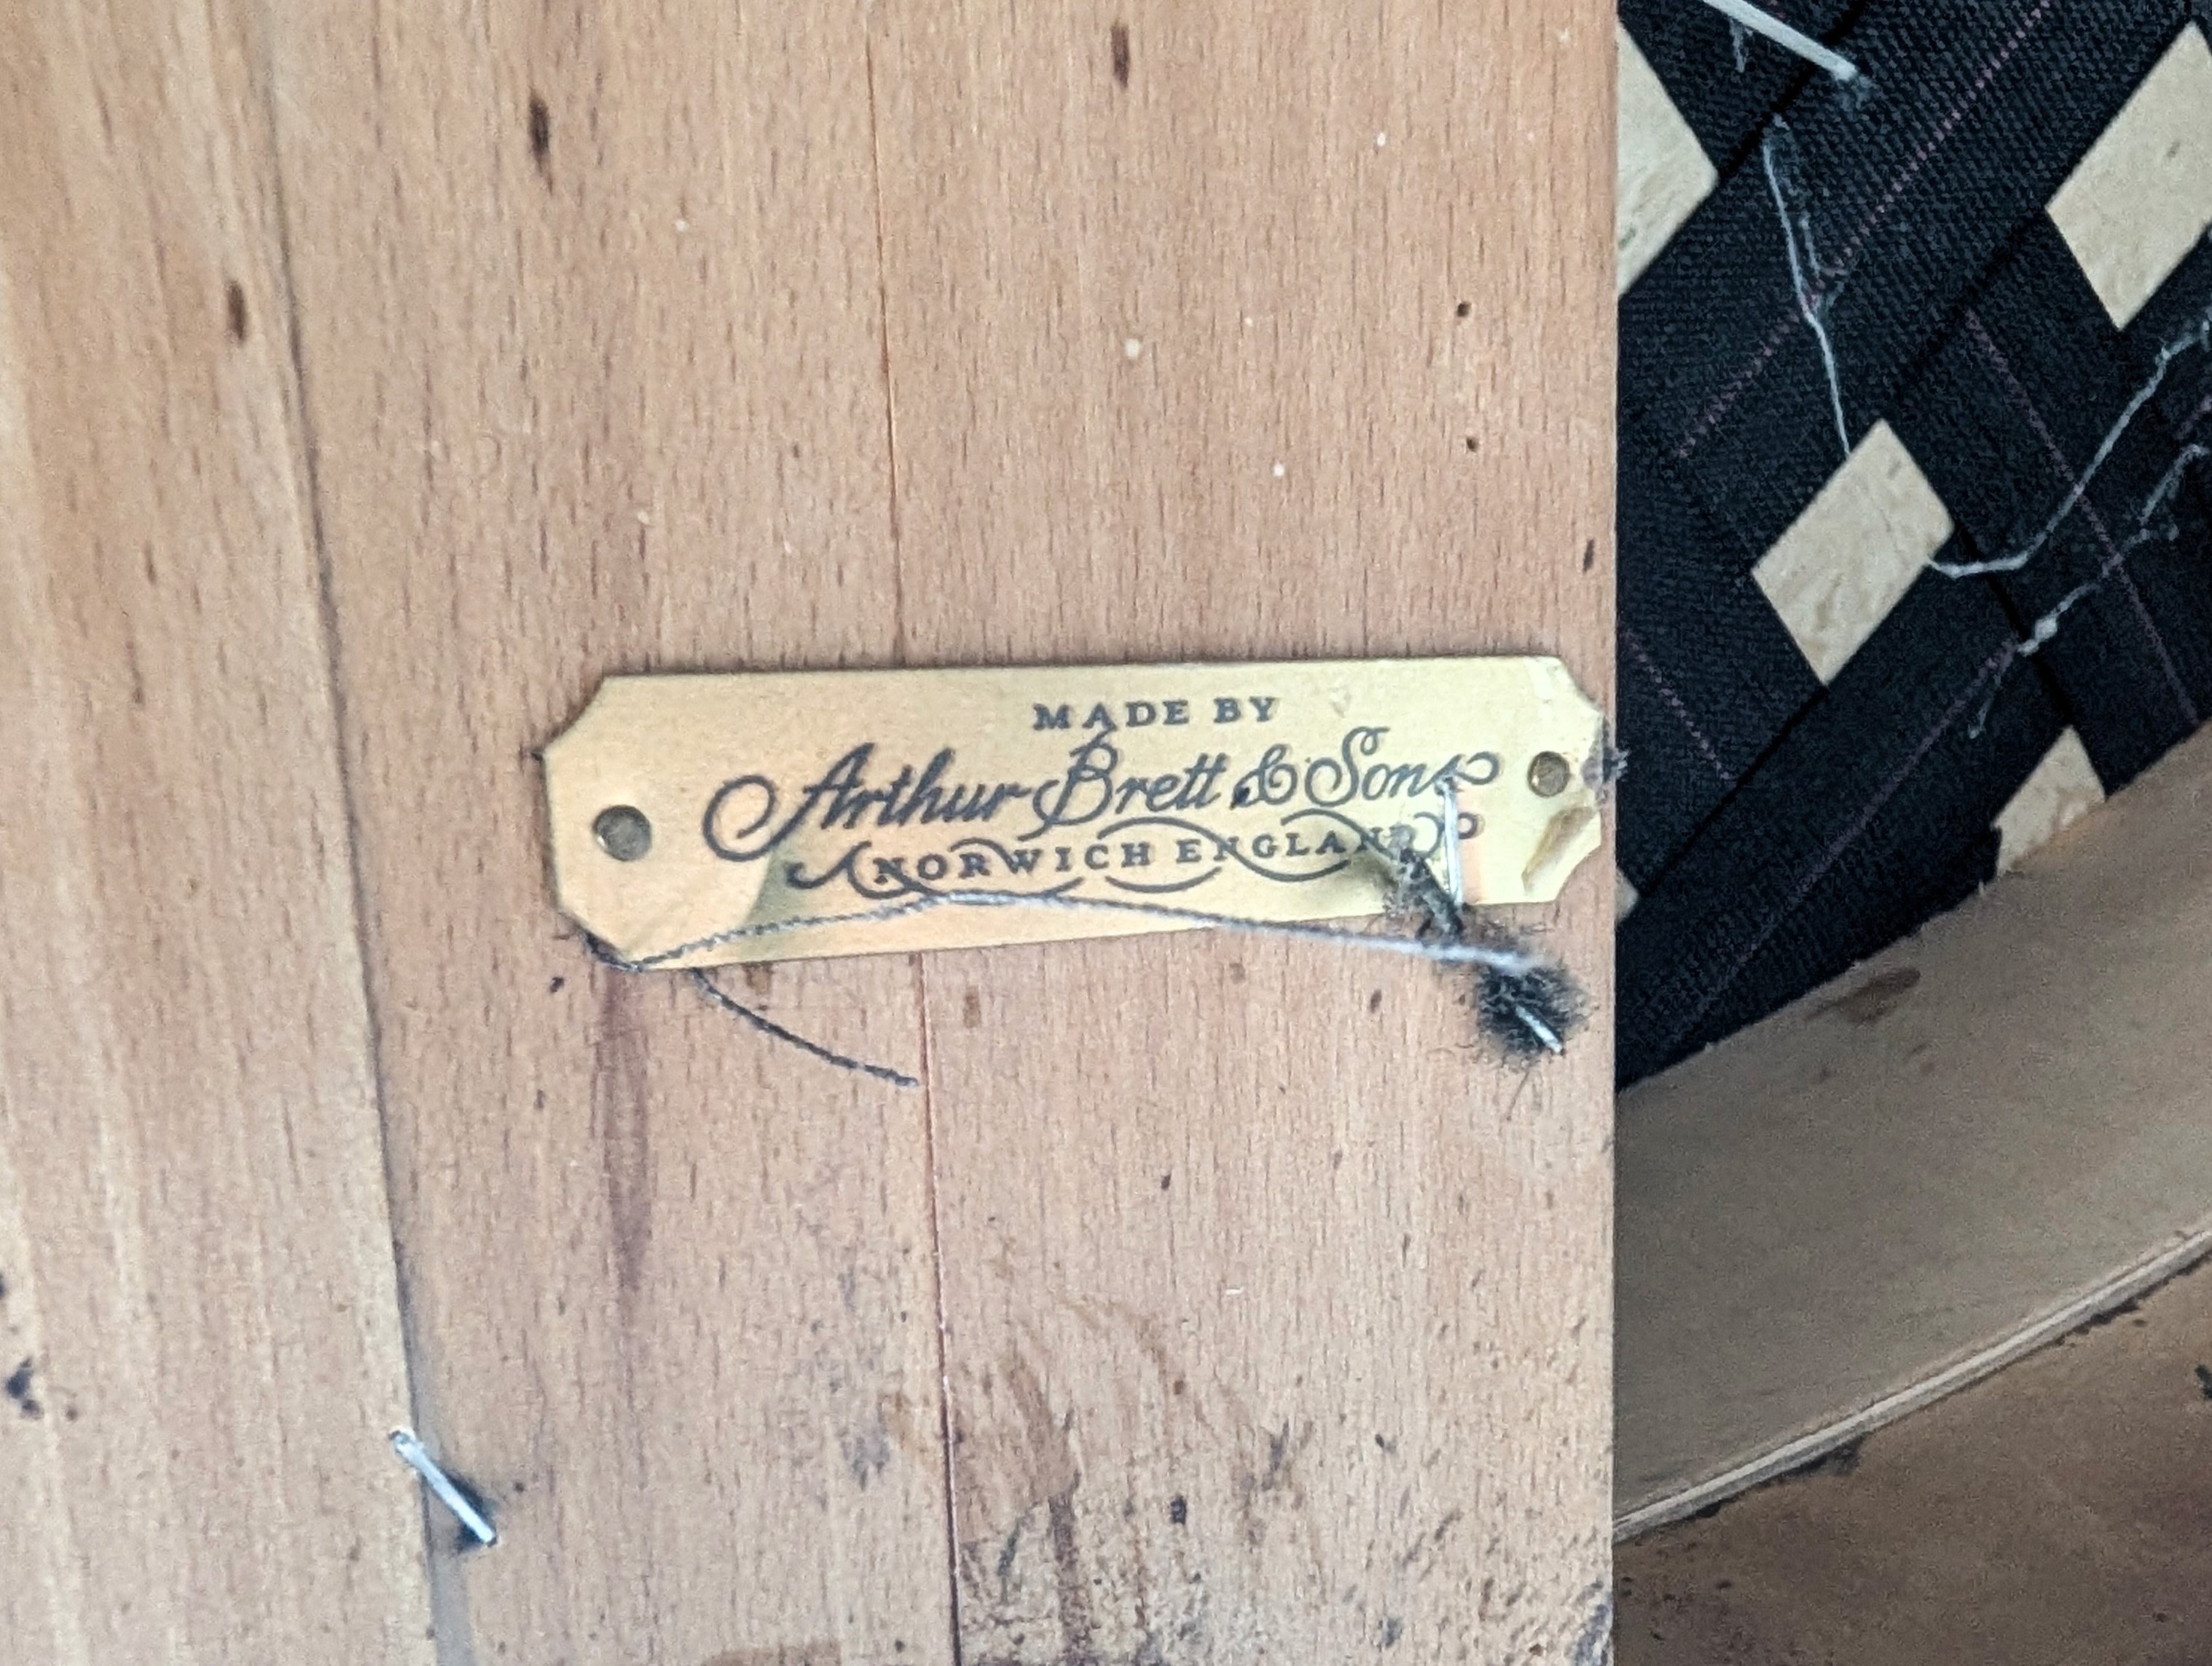 MADE BY
Arthur Brett & Sons
NORWICH ENGLAND